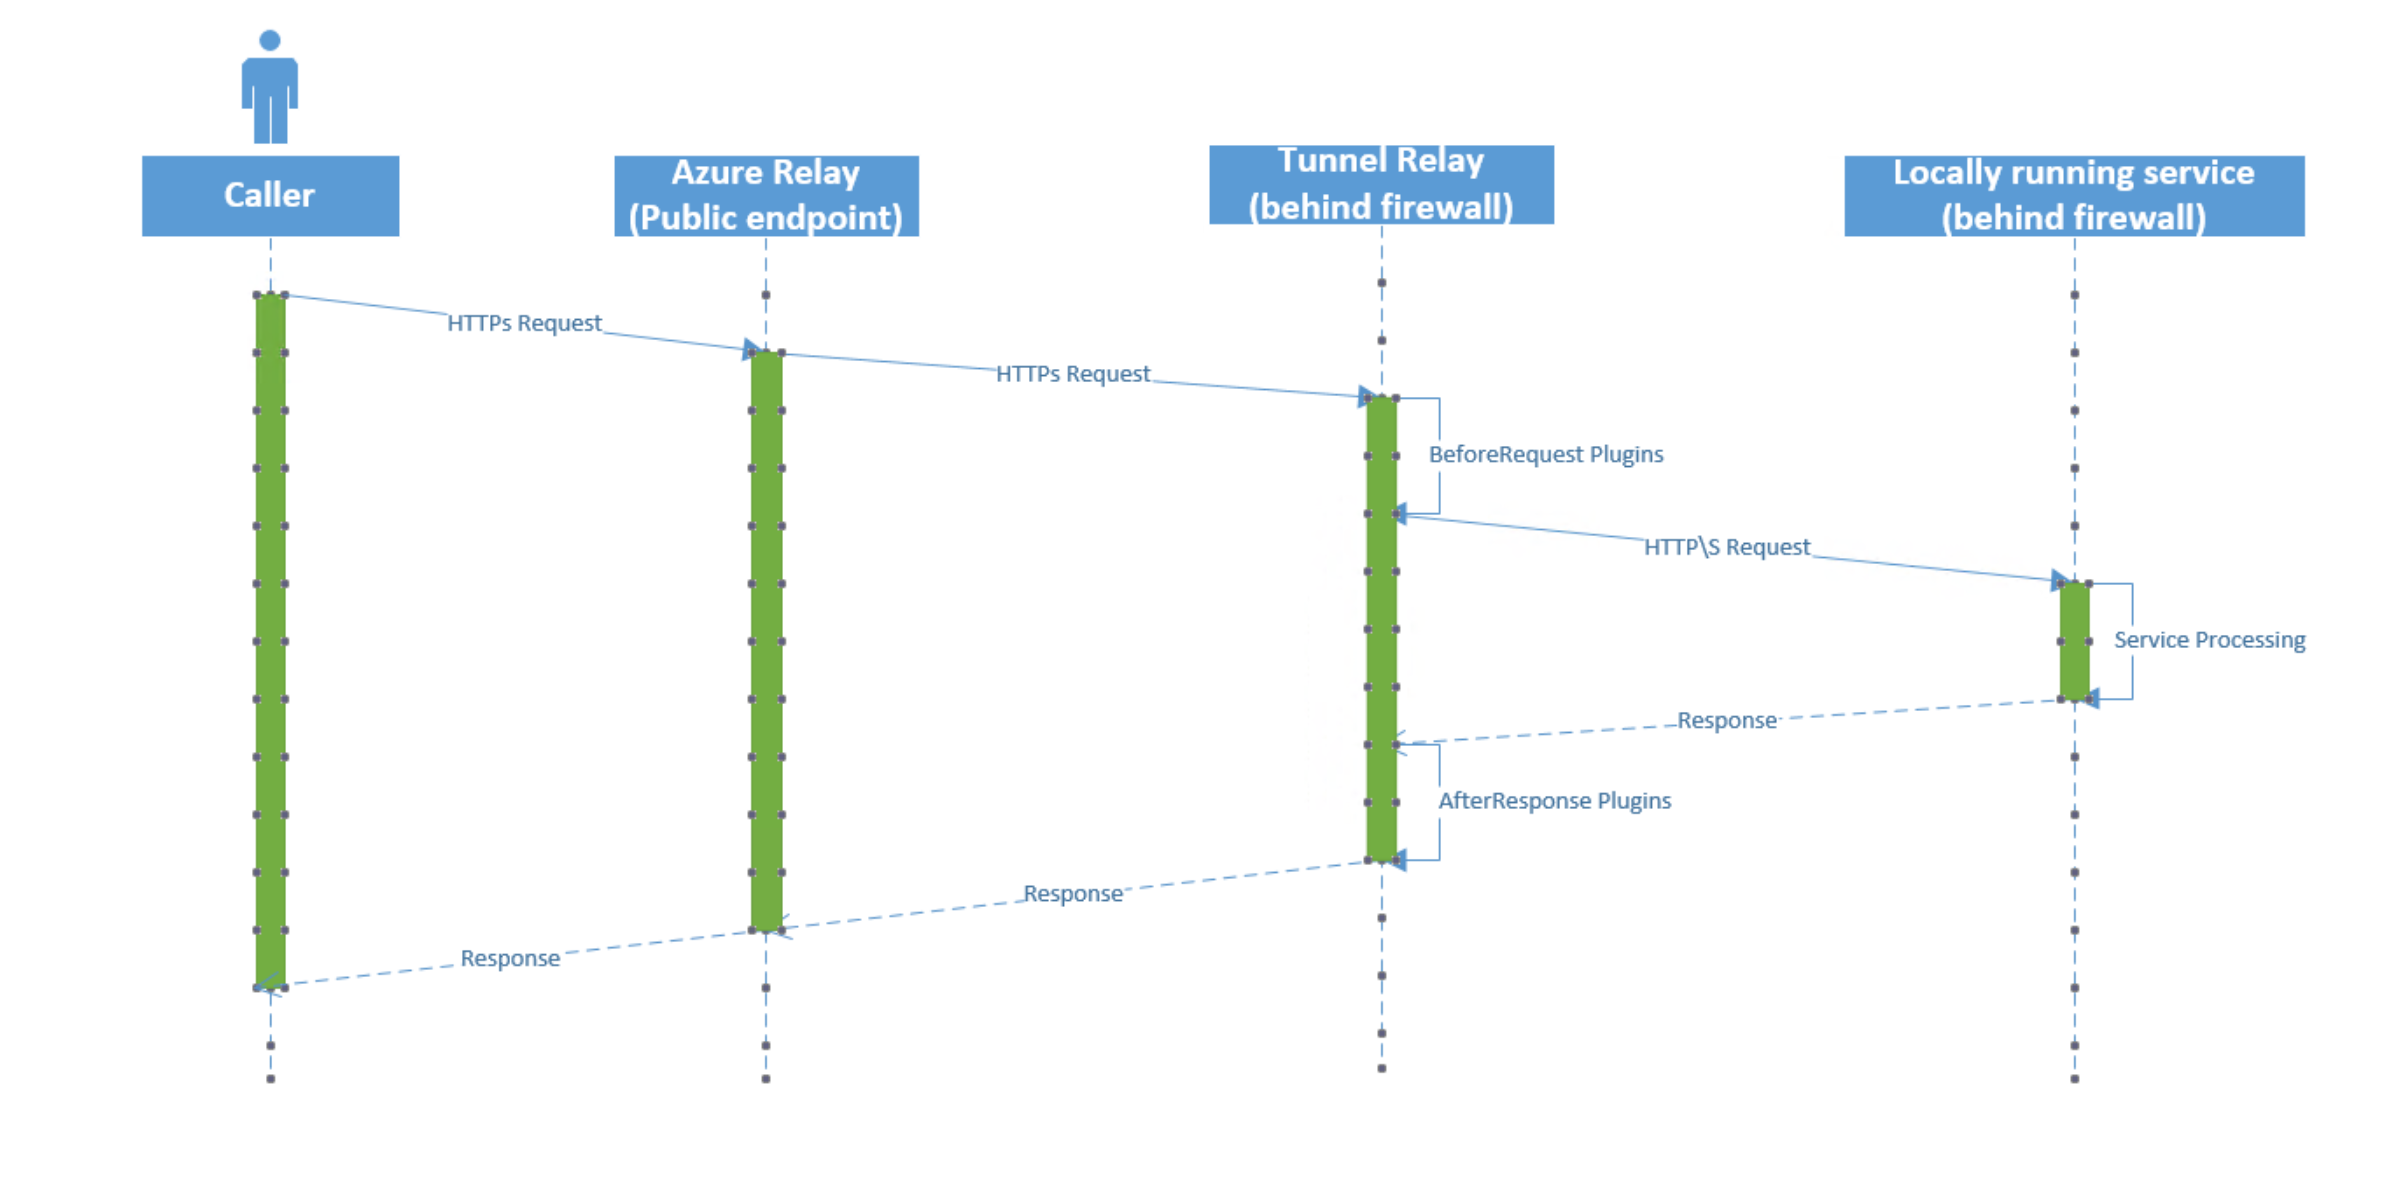 Caller
Azure Relay
(Public endpoint)
Tunnel Relay
(behind firewall)
Locally running service
(behind firewall)
HTTPs Request
HTTPs Request
BeforeRequest Plugins
HTTP\S Request
Service Processing
Response
AfterResponse Plugins
Response
Response